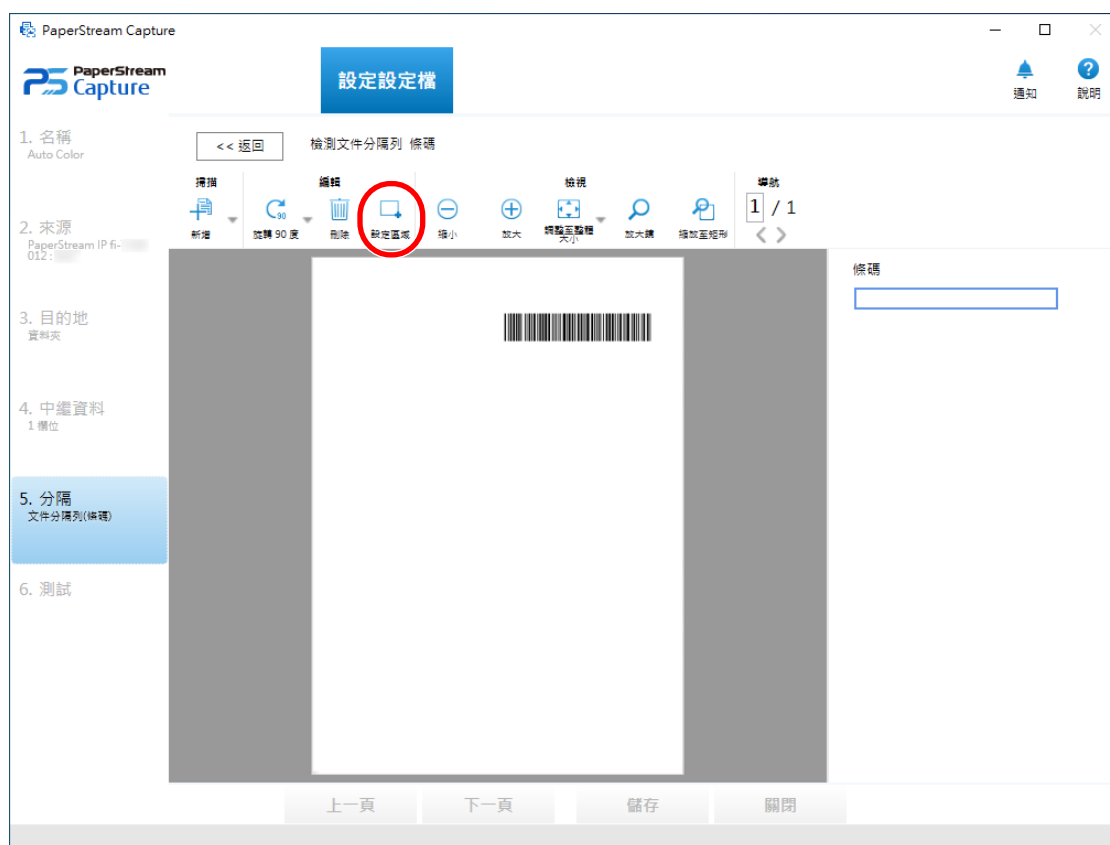 PaperStream Capture
PaperStream
Capture
設定設定檔
通知
說明
1. 名稱
Auto Color
2. 來源
PaperStream IP fi-
012 :
3. 目的地
資料夾
4. 中繼資料
1 欄位
5. 分隔
文件分隔列(條碼)
6. 測試
<< 返回
檢測文件分隔列 條碼
掃描
編輯
檢視
導航
90
1 / 1
新增
旋轉 90 度
刪除
設定區域
縮小
放大
調整至整體
大小
放大鏡
縮放至矩形
條碼
上一頁
下一頁
儲存
關閉